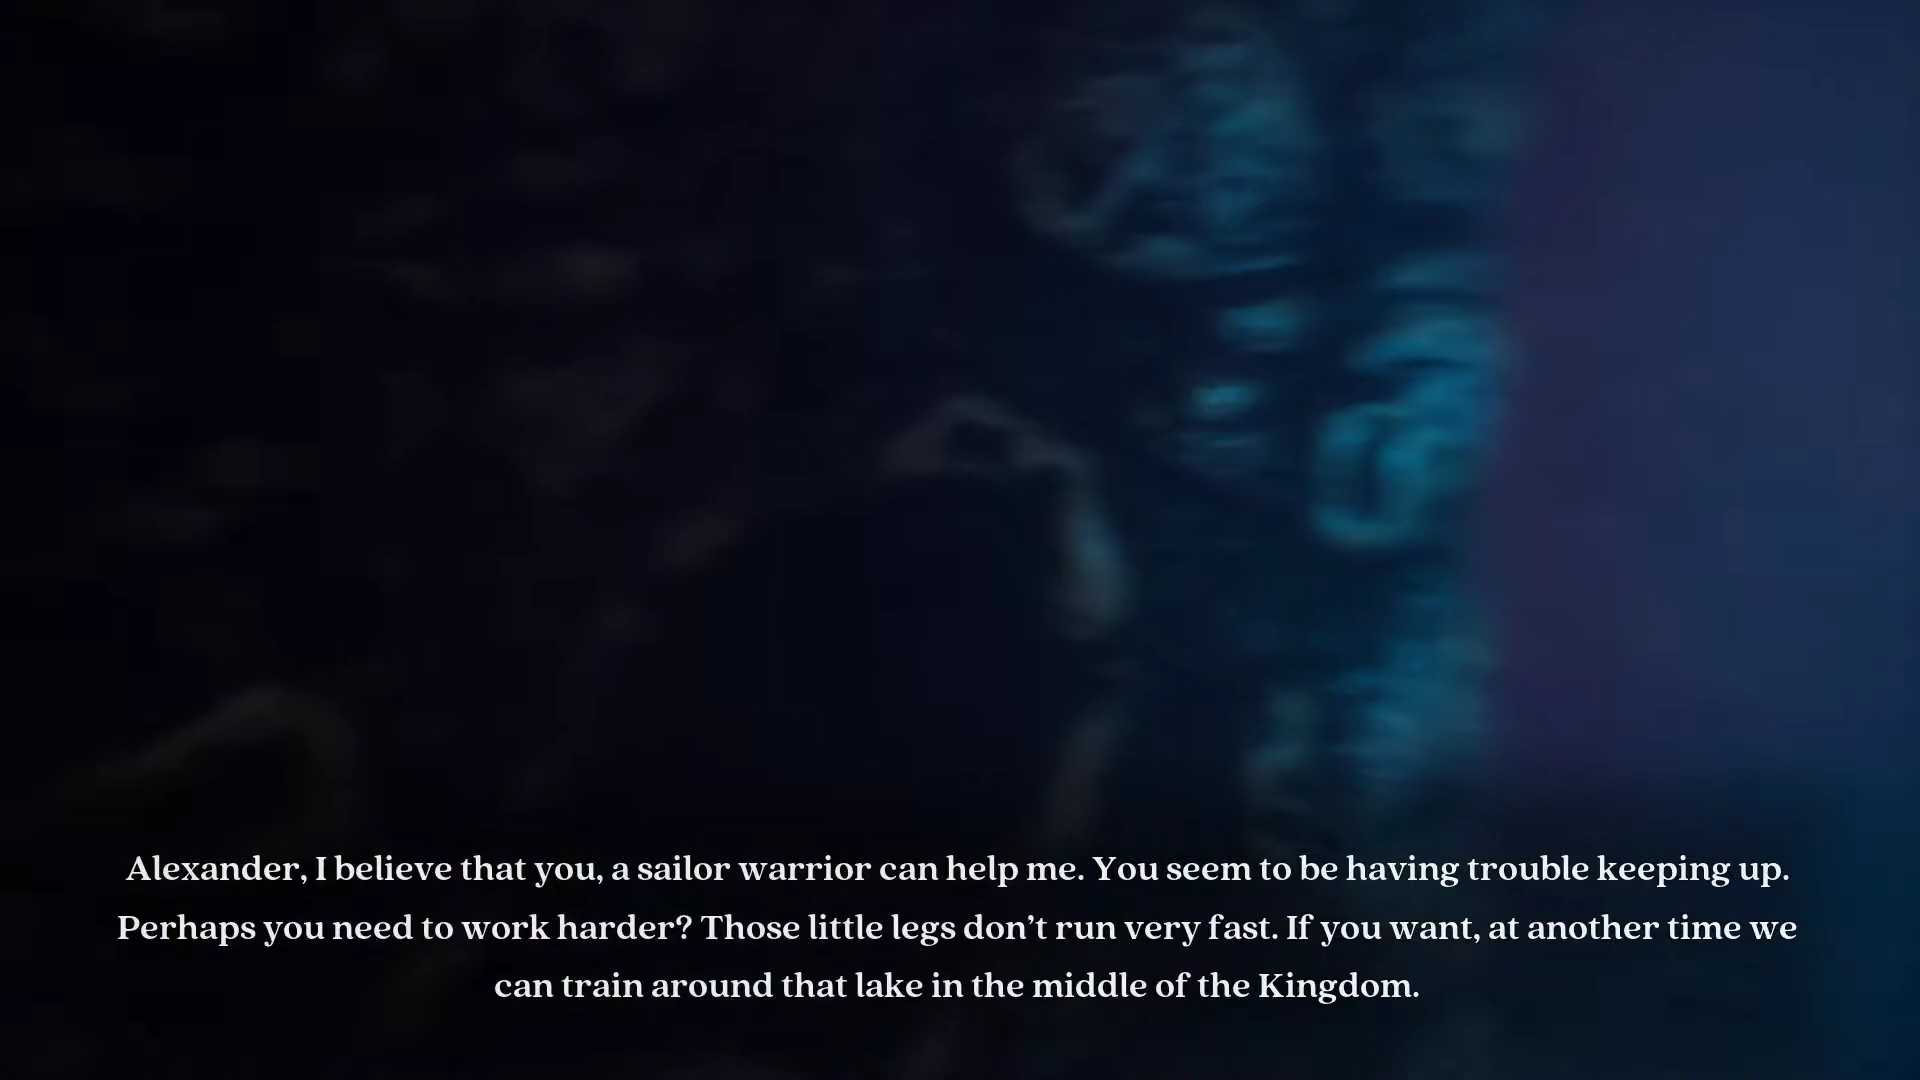 Alexander, I believe that you, a sailor warrior can help me. You seem to be having trouble keeping up.
Perhaps you need to work harder? Those little legs don’t run very fast. If you want, at another time we
can train around that lake in the middle of the Kingdom.